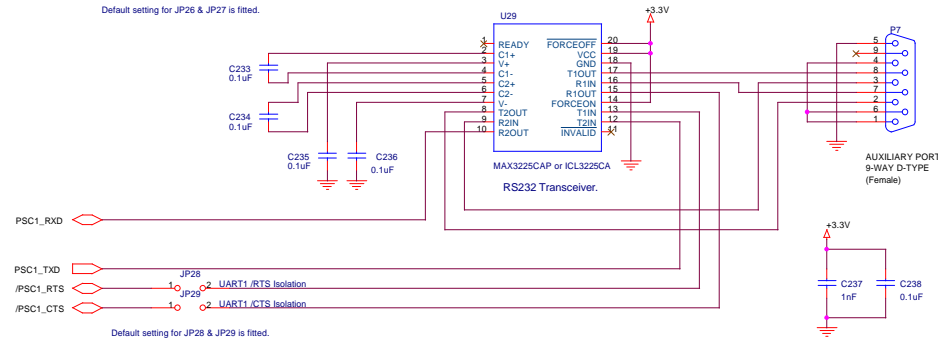 Default setting for JP26 & JP27 is fitted.
U29
+3.3V
P7
1 READY FORCEOFF 20
2 C1+ VCC 19
3 V+ GND 18
4 C1- T1OUT 17
5 C2+ R1IN 16
6 C2- R1OUT 15
7 V- FORCEON 14
8 T2OUT T1IN 13
9 R2IN T2IN 12
10 R2OUT INVALID 11
5
9
4
8
3
7
2
6
1
C233
0.1uF
C234
0.1uF
C235
0.1uF
C236
0.1uF
MAX3225CAP or ICL3225CA
RS232 Transceiver.
AUXILIARY PORT
9-WAY D-TYPE
(Female)
PSC1_RXD
PSC1_TXD
/PSC1_RTS
JP28
1 2 UART1 /RTS Isolation
/PSC1_CTS
JP29
1 2 UART1 /CTS Isolation
+3.3V
C237
1nF
C238
0.1uF
Default setting for JP28 & JP29 is fitted.